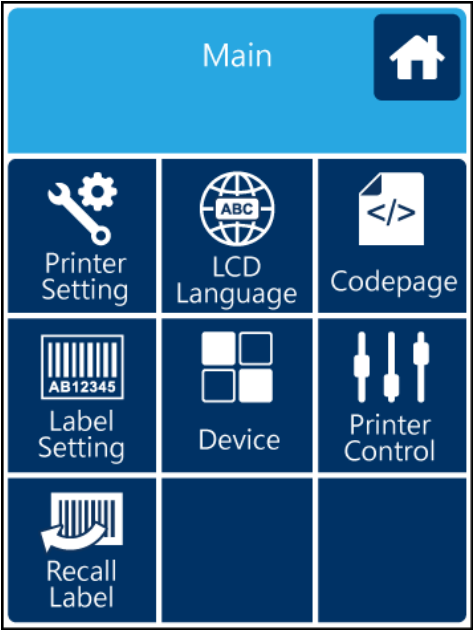 Main
Printer
Setting
ABC
LCD
Language
</>
Codepage
AB12345
Label
Setting
Device
Printer
Control
Recall
Label